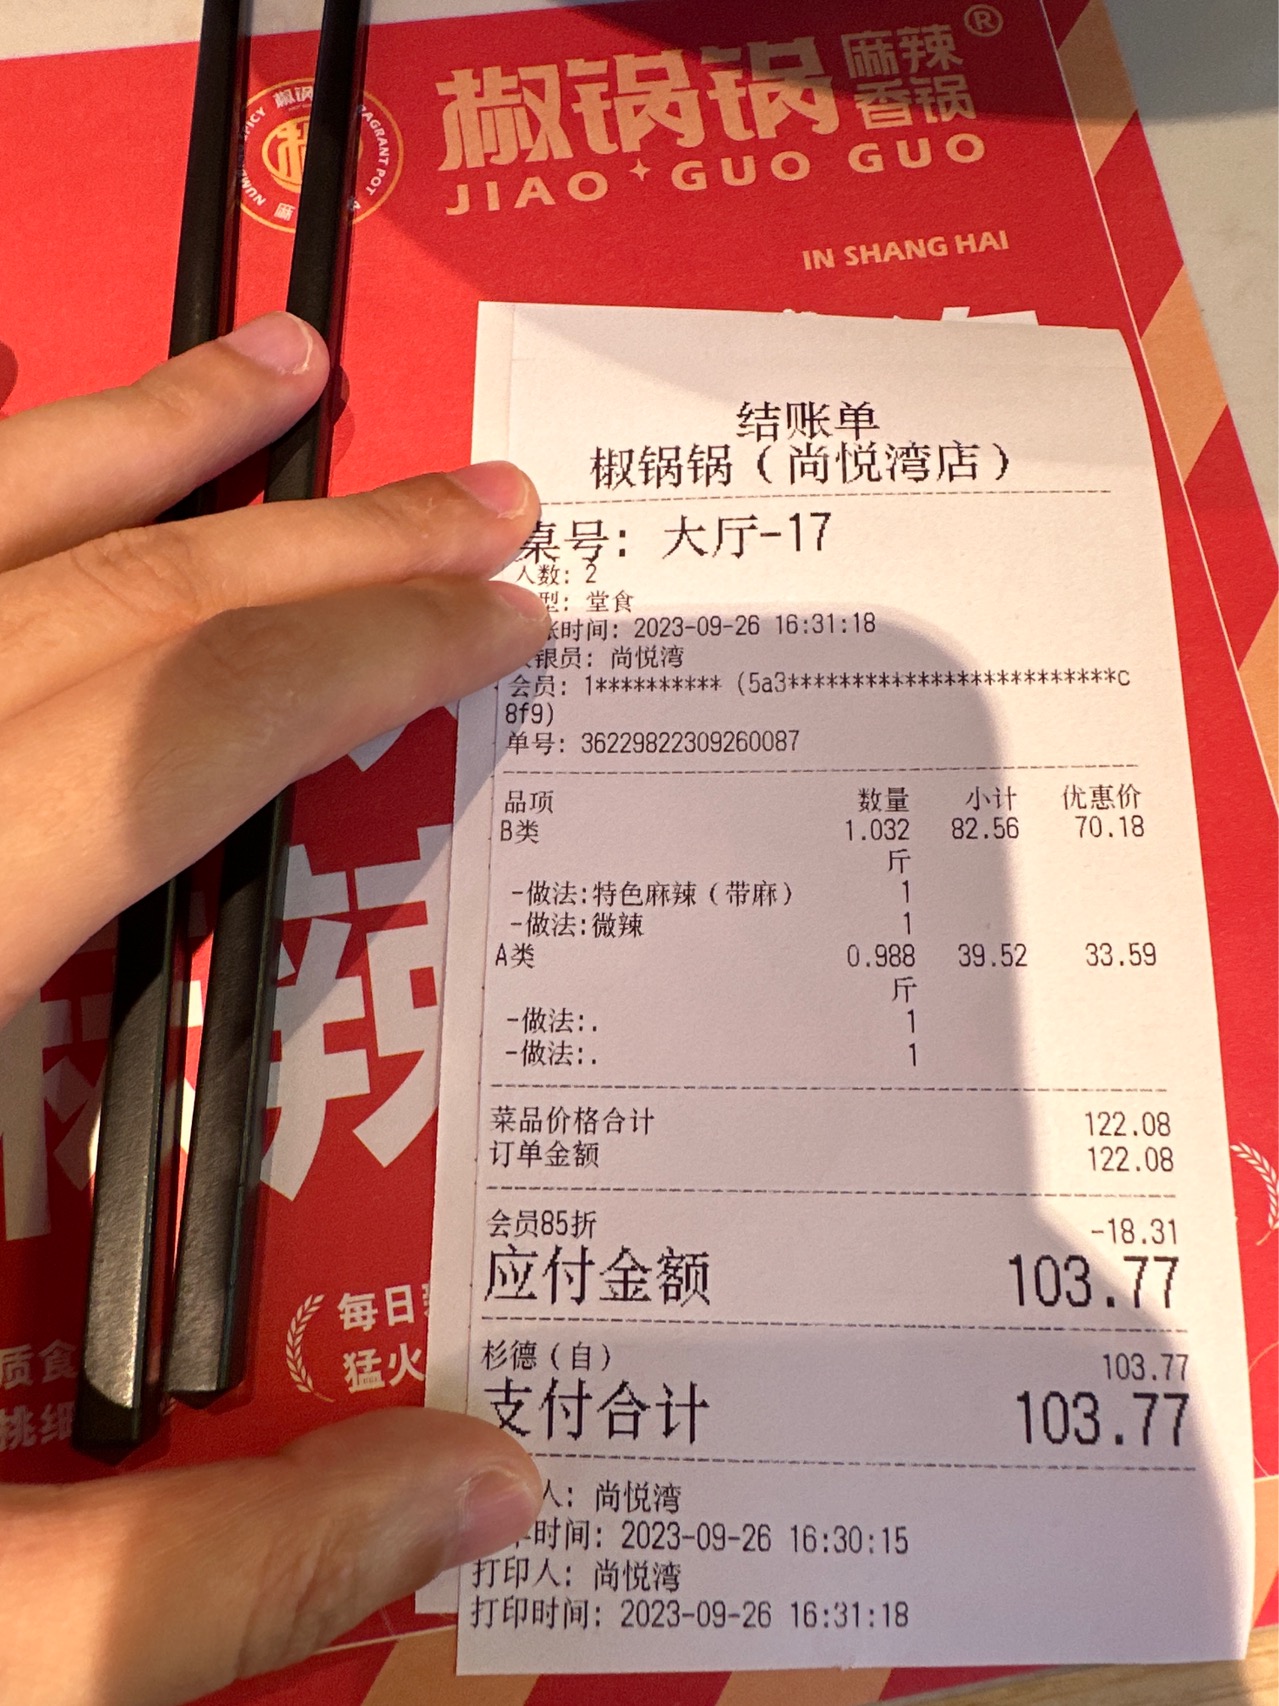 椒锅锅 麻辣香锅®
JIAO GUO GUO
IN SHANG HAI
结账单
椒锅锅（尚悦湾店）
桌号: 大厅-17
人数: 2
型: 堂食
账时间: 2023-09-26 16:31:18
银员: 尚悦湾
会员: 1********** (5a3**************************c
8f9)
单号: 36229822309260087
品项 数量 小计 优惠价
B类 1.032 82.56 70.18
斤
-做法:特色麻辣（带麻） 1
-做法:微辣 1
A类 0.988 39.52 33.59
斤
-做法:. 1
-做法:. 1
菜品价格合计 122.08
订单金额 122.08
会员85折 -18.31
应付金额 103.77
杉德（自） 103.77
支付合计 103.77
人: 尚悦湾
时间: 2023-09-26 16:30:15
打印人: 尚悦湾
打印时间: 2023-09-26 16:31:18
辣
每日
猛火
质食
挑细